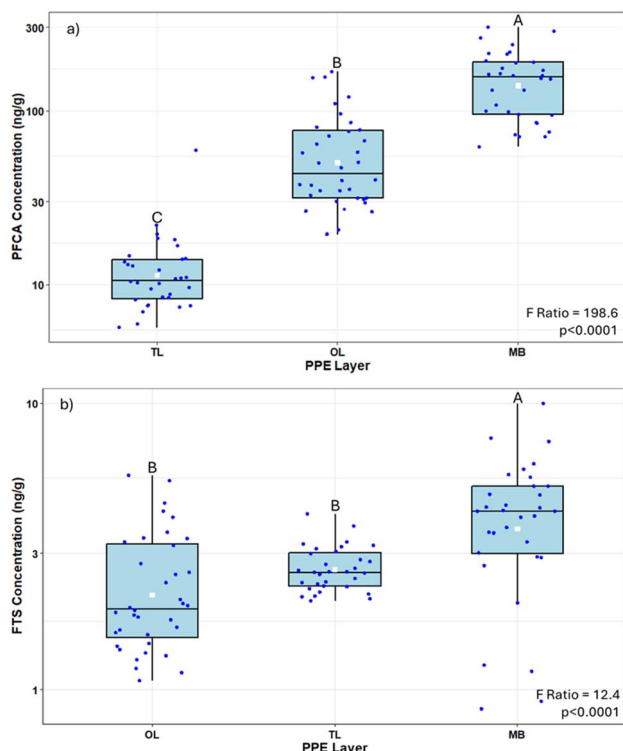 a)
PFCA Concentration (ng/g)
300
100
30
10
C
B
A
F Ratio = 198.6
p<0.0001
TL
OL
MB
PPE Layer
b)
FTS Concentration (ng/g)
10
3
1
B
B
A
F Ratio = 12.4
p<0.0001
OL
TL
MB
PPE Layer